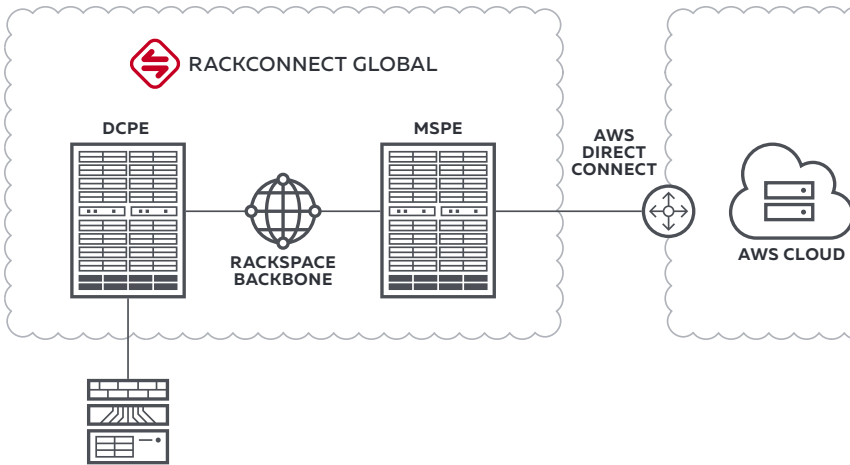 RACKCONNECT GLOBAL
DCPE
MSPE
AWS
DIRECT
CONNECT
RACKSPACE
BACKBONE
AWS CLOUD